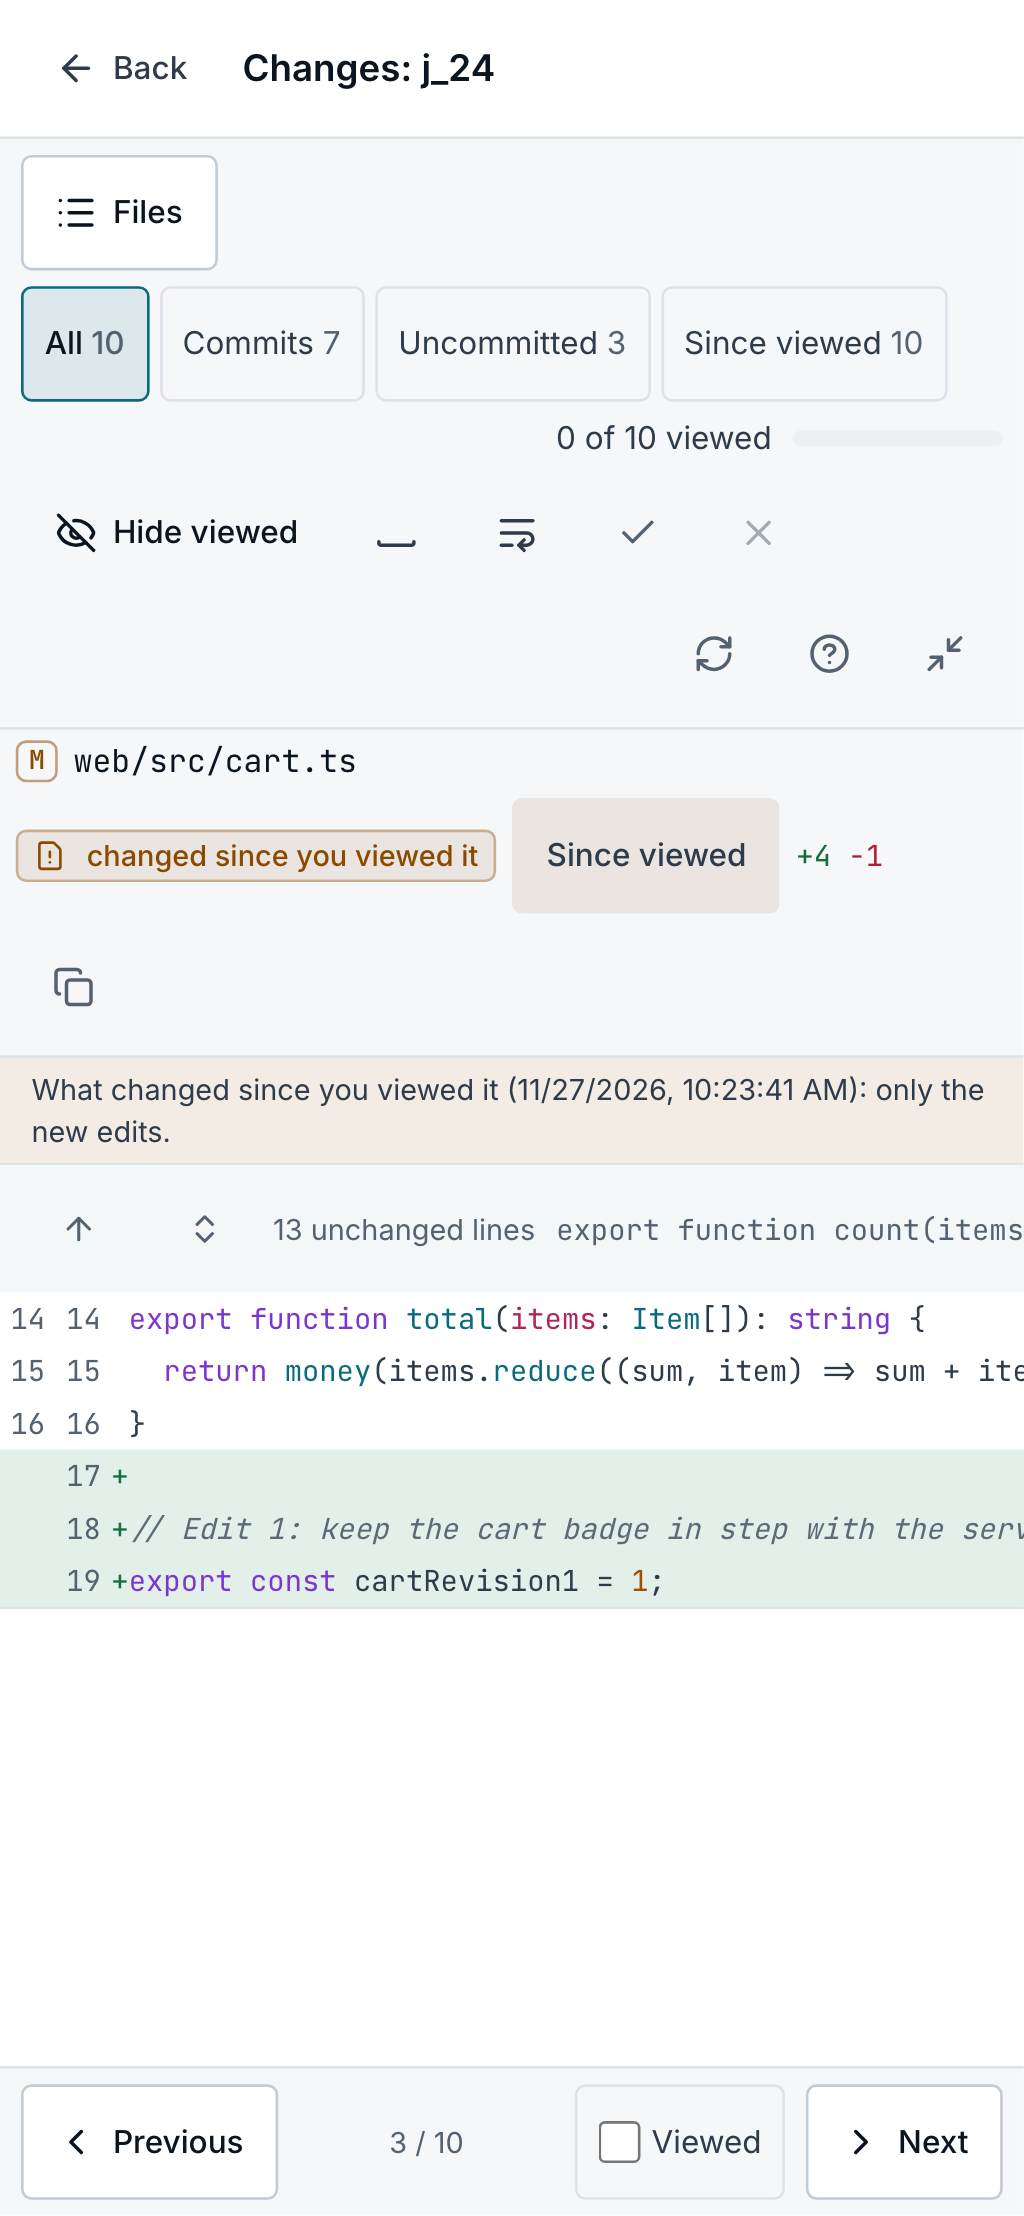 Back Changes: j_24
Files
All 10 Commits 7 Uncommitted 3 Since viewed 10
0 of 10 viewed
Hide viewed
M web/src/cart.ts
changed since you viewed it Since viewed +4 -1
What changed since you viewed it (11/27/2026, 10:23:41 AM): only the
new edits.
13 unchanged lines export function count(items
14 14 export function total(items: Item[]): string {
15 15 return money(items.reduce((sum, item) => sum + ite
16 16 }
17 +
18 +// Edit 1: keep the cart badge in step with the serv
19 +export const cartRevision1 = 1;
Previous 3 / 10 Viewed Next